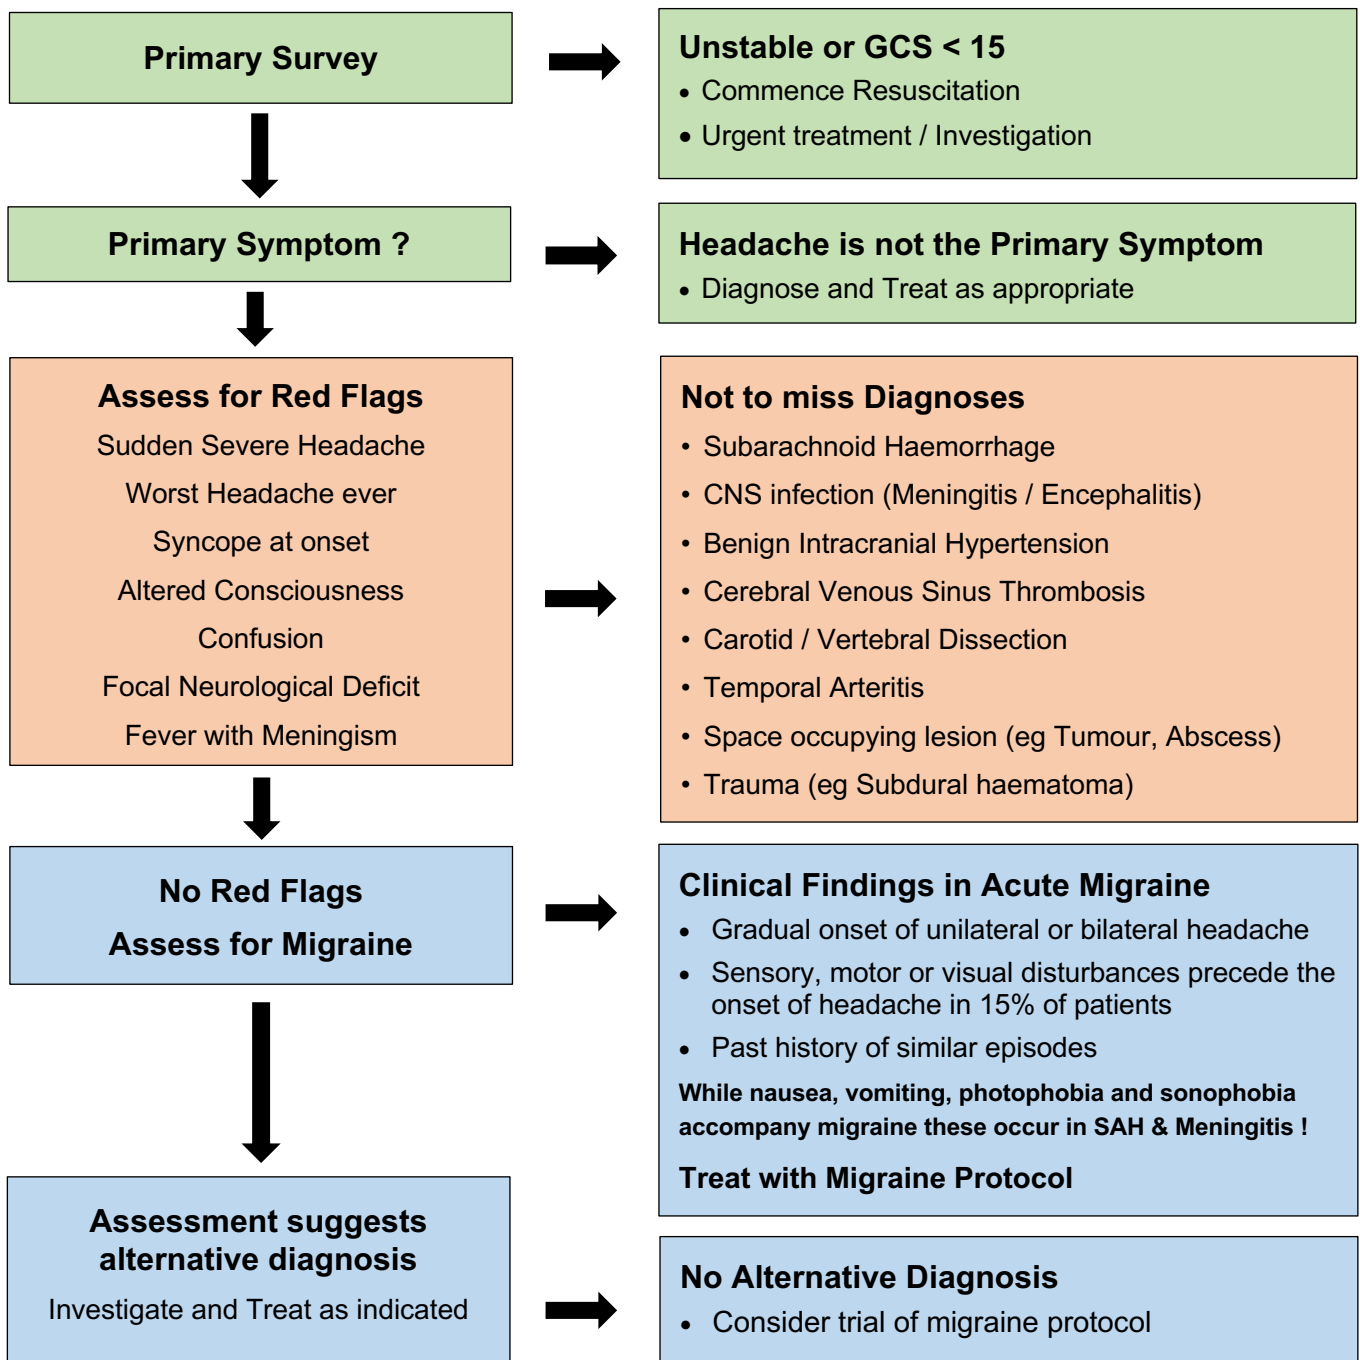 Primary Survey
Unstable or GCS < 15
• Commence Resuscitation
• Urgent treatment / Investigation
Primary Symptom ?
Headache is not the Primary Symptom
• Diagnose and Treat as appropriate
Assess for Red Flags
Sudden Severe Headache
Worst Headache ever
Syncope at onset
Altered Consciousness
Confusion
Focal Neurological Deficit
Fever with Meningism
Not to miss Diagnoses
• Subarachnoid Haemorrhage
• CNS infection (Meningitis / Encephalitis)
• Benign Intracranial Hypertension
• Cerebral Venous Sinus Thrombosis
• Carotid / Vertebral Dissection
• Temporal Arteritis
• Space occupying lesion (eg Tumour, Abscess)
• Trauma (eg Subdural haematoma)
No Red Flags
Assess for Migraine
Clinical Findings in Acute Migraine
• Gradual onset of unilateral or bilateral headache
• Sensory, motor or visual disturbances precede the
onset of headache in 15% of patients
• Past history of similar episodes
While nausea, vomiting, photophobia and sonophobia
accompany migraine these occur in SAH & Meningitis !
Treat with Migraine Protocol
Assessment suggests
alternative diagnosis
Investigate and Treat as indicated
No Alternative Diagnosis
• Consider trial of migraine protocol